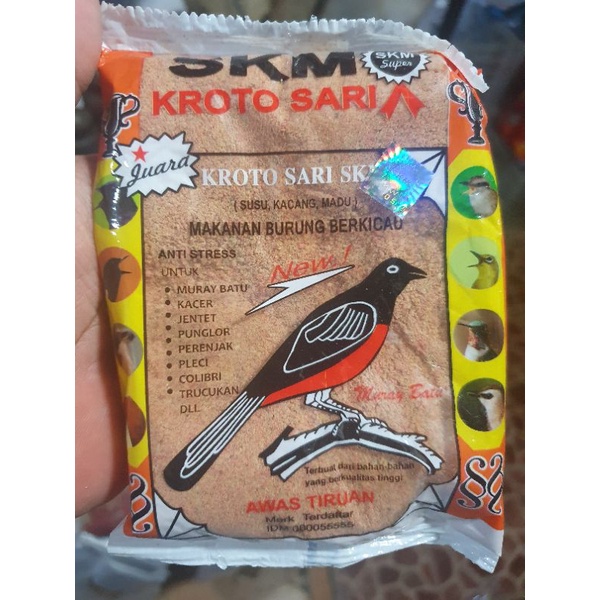 SKM
SKM
Super
KROTO SARI
Juara
KROTO SARI SK
( SUSU, KACANG, MADU )
MAKANAN BURUNG BERKICAU
ANTI STRESS
UNTUK
New !
• MURAY BATU
• KACER
• JENTET
• PUNGLOR
• PERENJAK
• PLECI
• COLIBRI
• TRUCUKAN
DLL.
Muray Batu
Terbuat dari bahan-bahan
yang berkualitas tinggi
AWAS TIRUAN
Merk Terdaftar